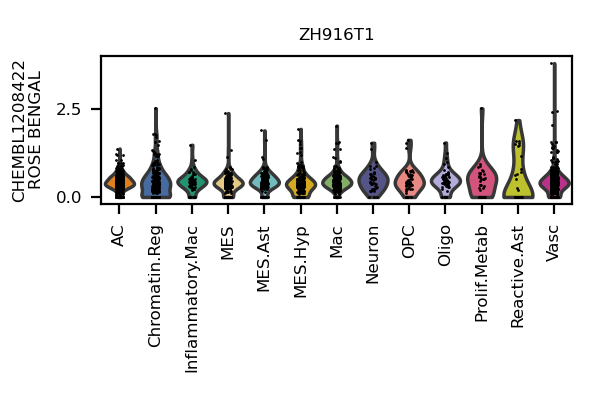 ZH916T1
CHEMBL1208422
ROSE BENGAL
2.5
0.0
AC
Chromatin.Reg
Inflammatory.Mac
MES
MES.Ast
MES.Hyp
Mac
Neuron
OPC
Oligo
Prolif.Metab
Reactive.Ast
Vasc